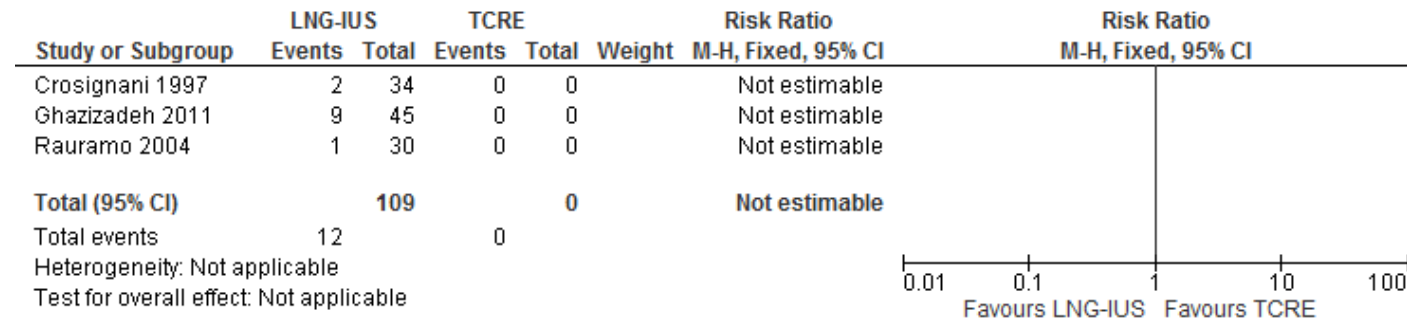 LNG-IUS TCRE Risk Ratio Risk Ratio
Study or Subgroup Events Total Events Total Weight M-H, Fixed, 95% CI M-H, Fixed, 95% CI
Crosignani 1997 2 34 0 0 Not estimable
Ghazizadeh 2011 9 45 0 0 Not estimable
Rauramo 2004 1 30 0 0 Not estimable
Total (95% CI) 109 0 Not estimable
Total events 12 0
Heterogeneity: Not applicable
Test for overall effect: Not applicable
0.01 0.1 1 10 100
Favours LNG-IUS Favours TCRE